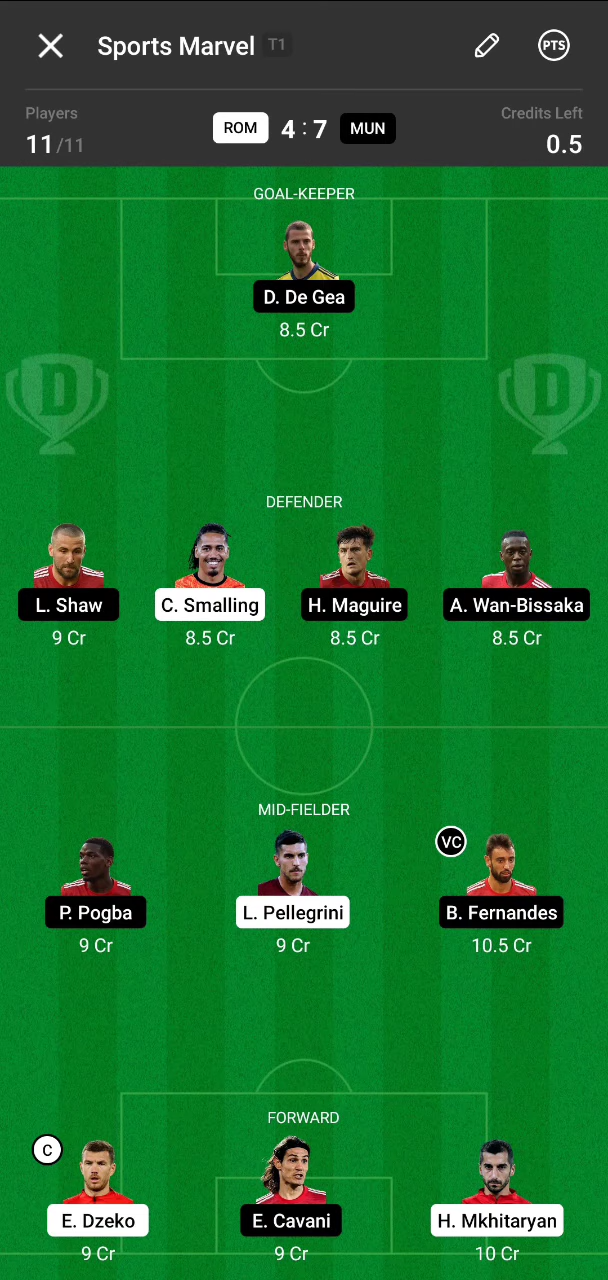 Sports Marvel T1
PTS
Players
11/11
ROM 4 : 7 MUN
Credits Left
0.5
GOAL-KEEPER
D. De Gea
8.5 Cr
D D
DEFENDER
L. Shaw C. Smalling H. Maguire A. Wan-Bissaka
9 Cr 8.5 Cr 8.5 Cr 8.5 Cr
MID-FIELDER
VC
P. Pogba L. Pellegrini B. Fernandes
9 Cr 9 Cr 10.5 Cr
FORWARD
C
E. Dzeko E. Cavani H. Mkhitaryan
9 Cr 9 Cr 10 Cr